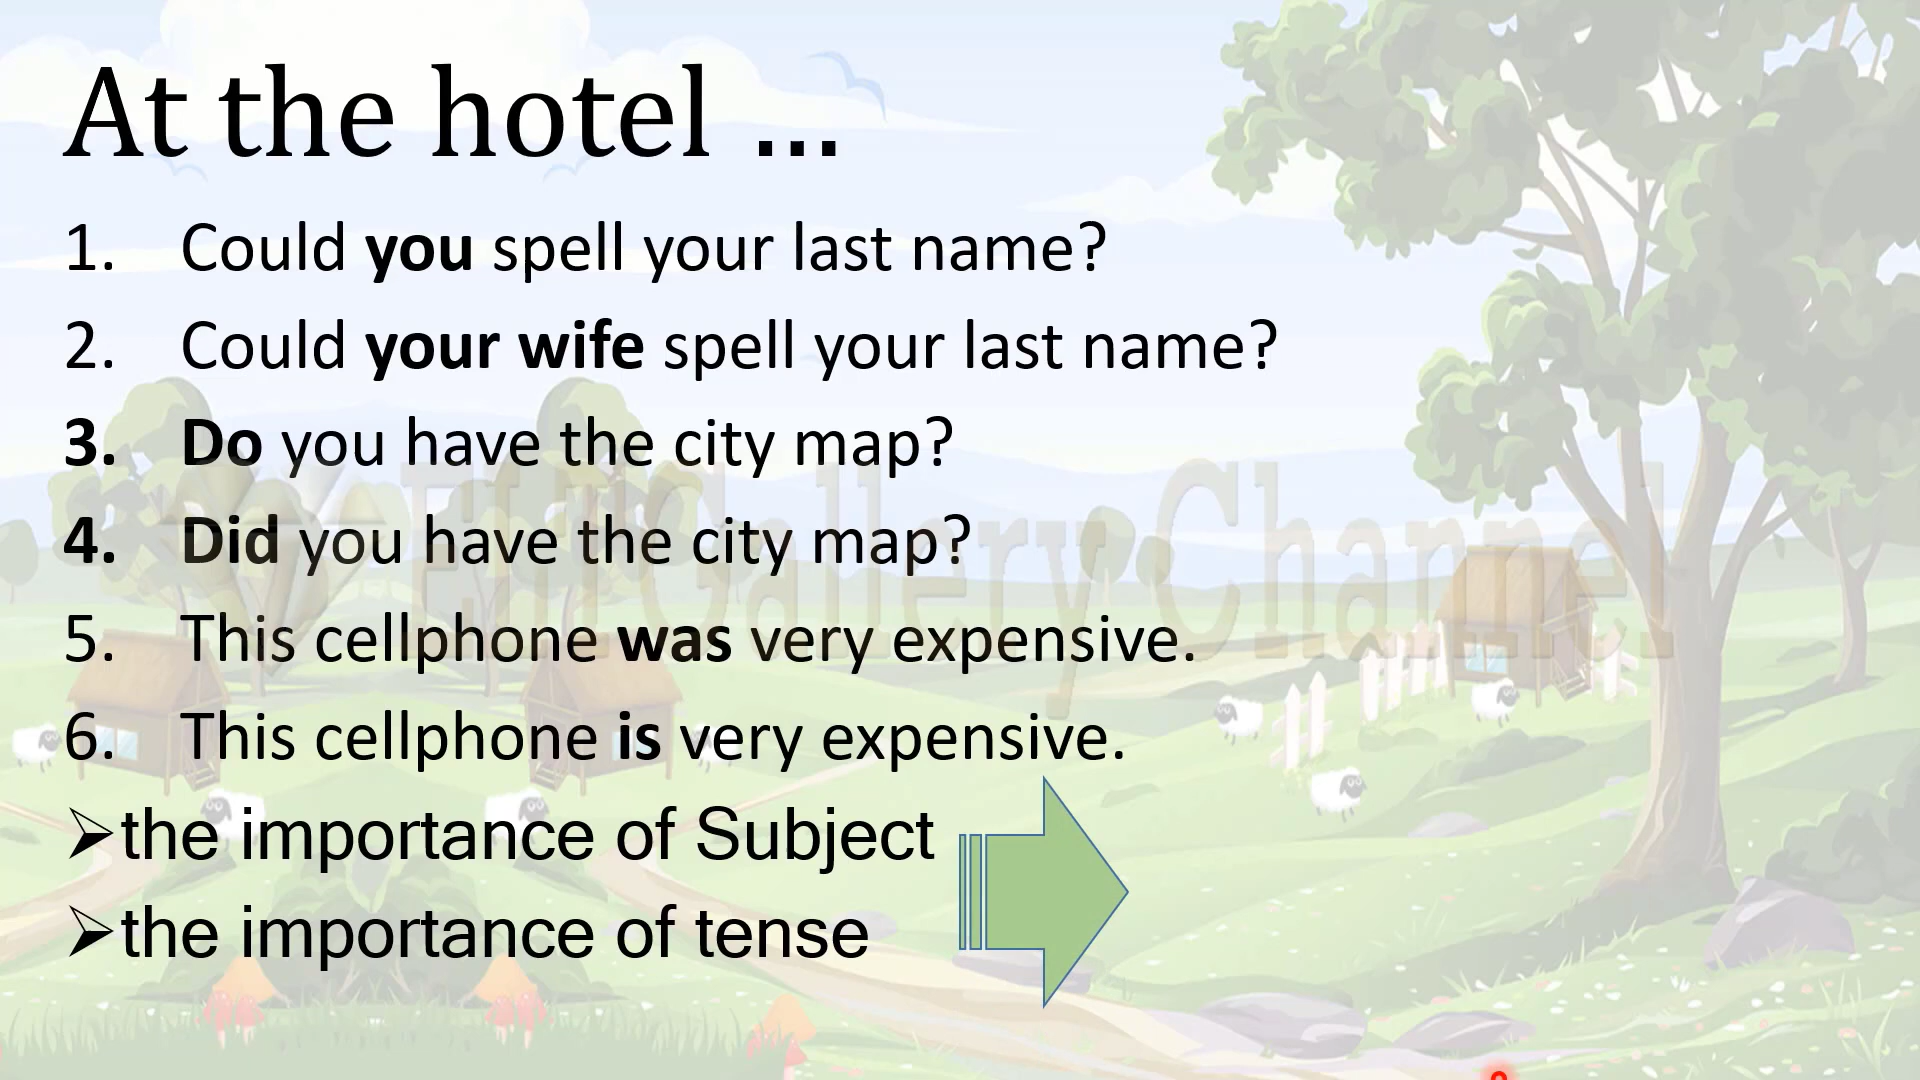 At the hotel ...
1. Could you spell your last name?
2. Could your wife spell your last name?
3. Do you have the city map?
4. Did you have the city map?
5. This cellphone was very expensive.
6. This cellphone is very expensive.
➢the importance of Subject
➢the importance of tense
Gallery Channel